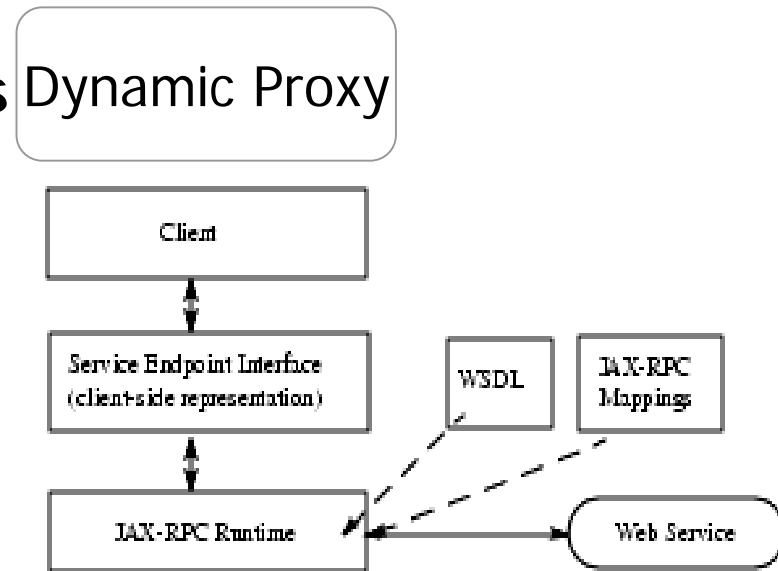 s Dynamic Proxy
Client
Service Endpoint Interface
(client-side representation)
WSDL
JAX-RPC
Mappings
JAX-RPC Runtime
Web Service